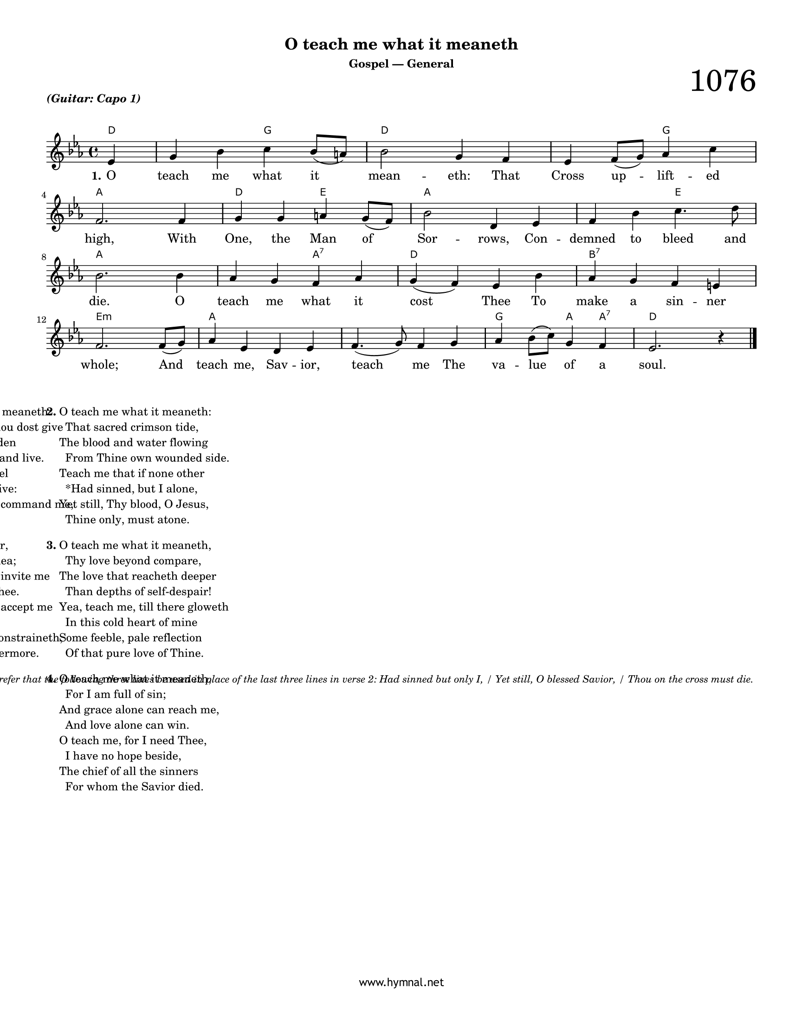 O teach me what it meaneth
Gospel — General
1076
(Guitar: Capo 1)
D G D G
1. O teach me what it mean - eth: That Cross up - lift - ed
4 A D E A E
high, With One, the Man of Sor - rows, Con - demned to bleed and
8 A A7 D B7
die. O teach me what it cost Thee To make a sin - ner
12 Em A G A A7 D
whole; And teach me, Sav - ior, teach me The va - lue of a soul.
meaneth
ou dost give
den
and live.
el
ive:
command me,
2. O teach me what it meaneth:
That sacred crimson tide,
The blood and water flowing
From Thine own wounded side.
Teach me that if none other
*Had sinned, but I alone,
Yet still, Thy blood, O Jesus,
Thine only, must atone.
r,
ea;
invite me
hee.
accept me
onstraineth,
ermore.
3. O teach me what it meaneth,
Thy love beyond compare,
The love that reacheth deeper
Than depths of self-despair!
Yea, teach me, till there gloweth
In this cold heart of mine
Some feeble, pale reflection
Of that pure love of Thine.
refer that the following three lines be used in place of the last three lines in verse 2: Had sinned but only I, / Yet still, O blessed Savior, / Thou on the cross must die.
4. O teach me what it meaneth,
For I am full of sin;
And grace alone can reach me,
And love alone can win.
O teach me, for I need Thee,
I have no hope beside,
The chief of all the sinners
For whom the Savior died.
www.hymnal.net